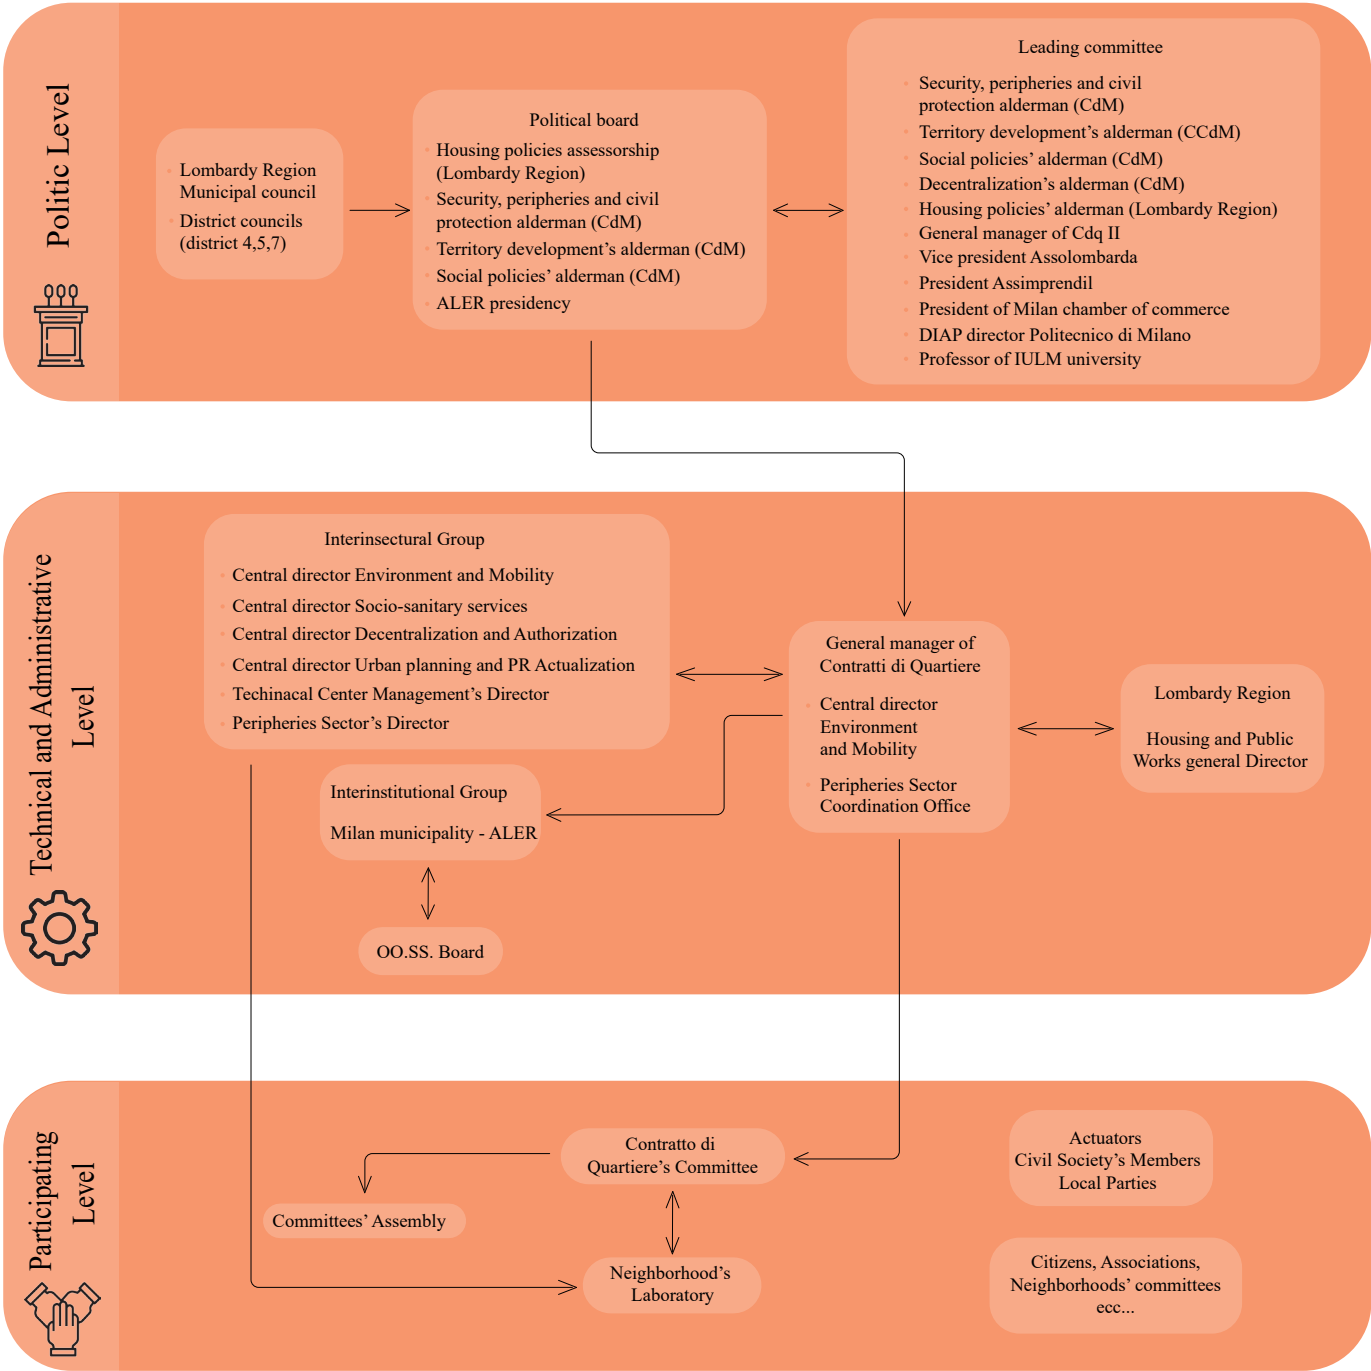 Politic Level
Lombardy Region
Municipal council
District councils
(district 4,5,7)
Political board
Housing policies assessorship
(Lombardy Region)
Security, peripheries and civil
protection alderman (CdM)
Territory development’s alderman (CdM)
Social policies’ alderman (CdM)
ALER presidency
Leading committee
Security, peripheries and civil
protection alderman (CdM)
Territory development’s alderman (CCdM)
Social policies’ alderman (CdM)
Decentralization’s alderman (CdM)
Housing policies’ alderman (Lombardy Region)
General manager of Cdq II
Vice president Assolombarda
President Assimprendil
President of Milan chamber of commerce
DIAP director Politecnico di Milano
Professor of IULM university
Technical and Administrative
Level
Interinsectural Group
Central director Environment and Mobility
Central director Socio-sanitary services
Central director Decentralization and Authorization
Central director Urban planning and PR Actualization
Techinacal Center Management’s Director
Peripheries Sector’s Director
Interinstitutional Group
Milan municipality - ALER
OO.SS. Board
General manager of
Contratti di Quartiere
Central director
Environment
and Mobility
Peripheries Sector
Coordination Office
Lombardy Region
Housing and Public
Works general Director
Participating
Level
Contratto di
Quartiere’s Committee
Committees’ Assembly
Neighborhood’s
Laboratory
Actuators
Civil Society’s Members
Local Parties
Citizens, Associations,
Neighborhoods’ committees
ecc...